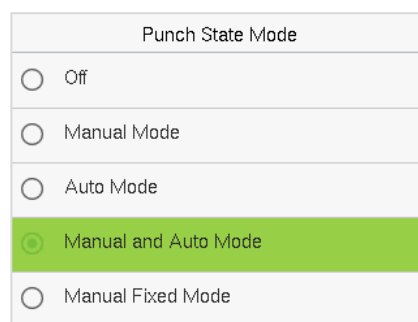 Punch State Mode
Off
Manual Mode
Auto Mode
Manual and Auto Mode
Manual Fixed Mode